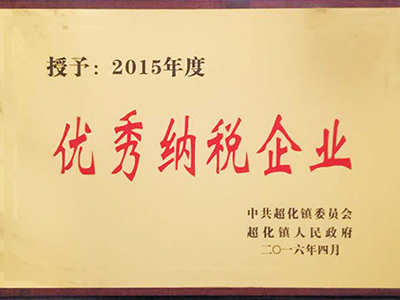 授予：2015年度
优秀纳税企业
中共超化镇委员会
超化镇人民政府
二〇一六年四月